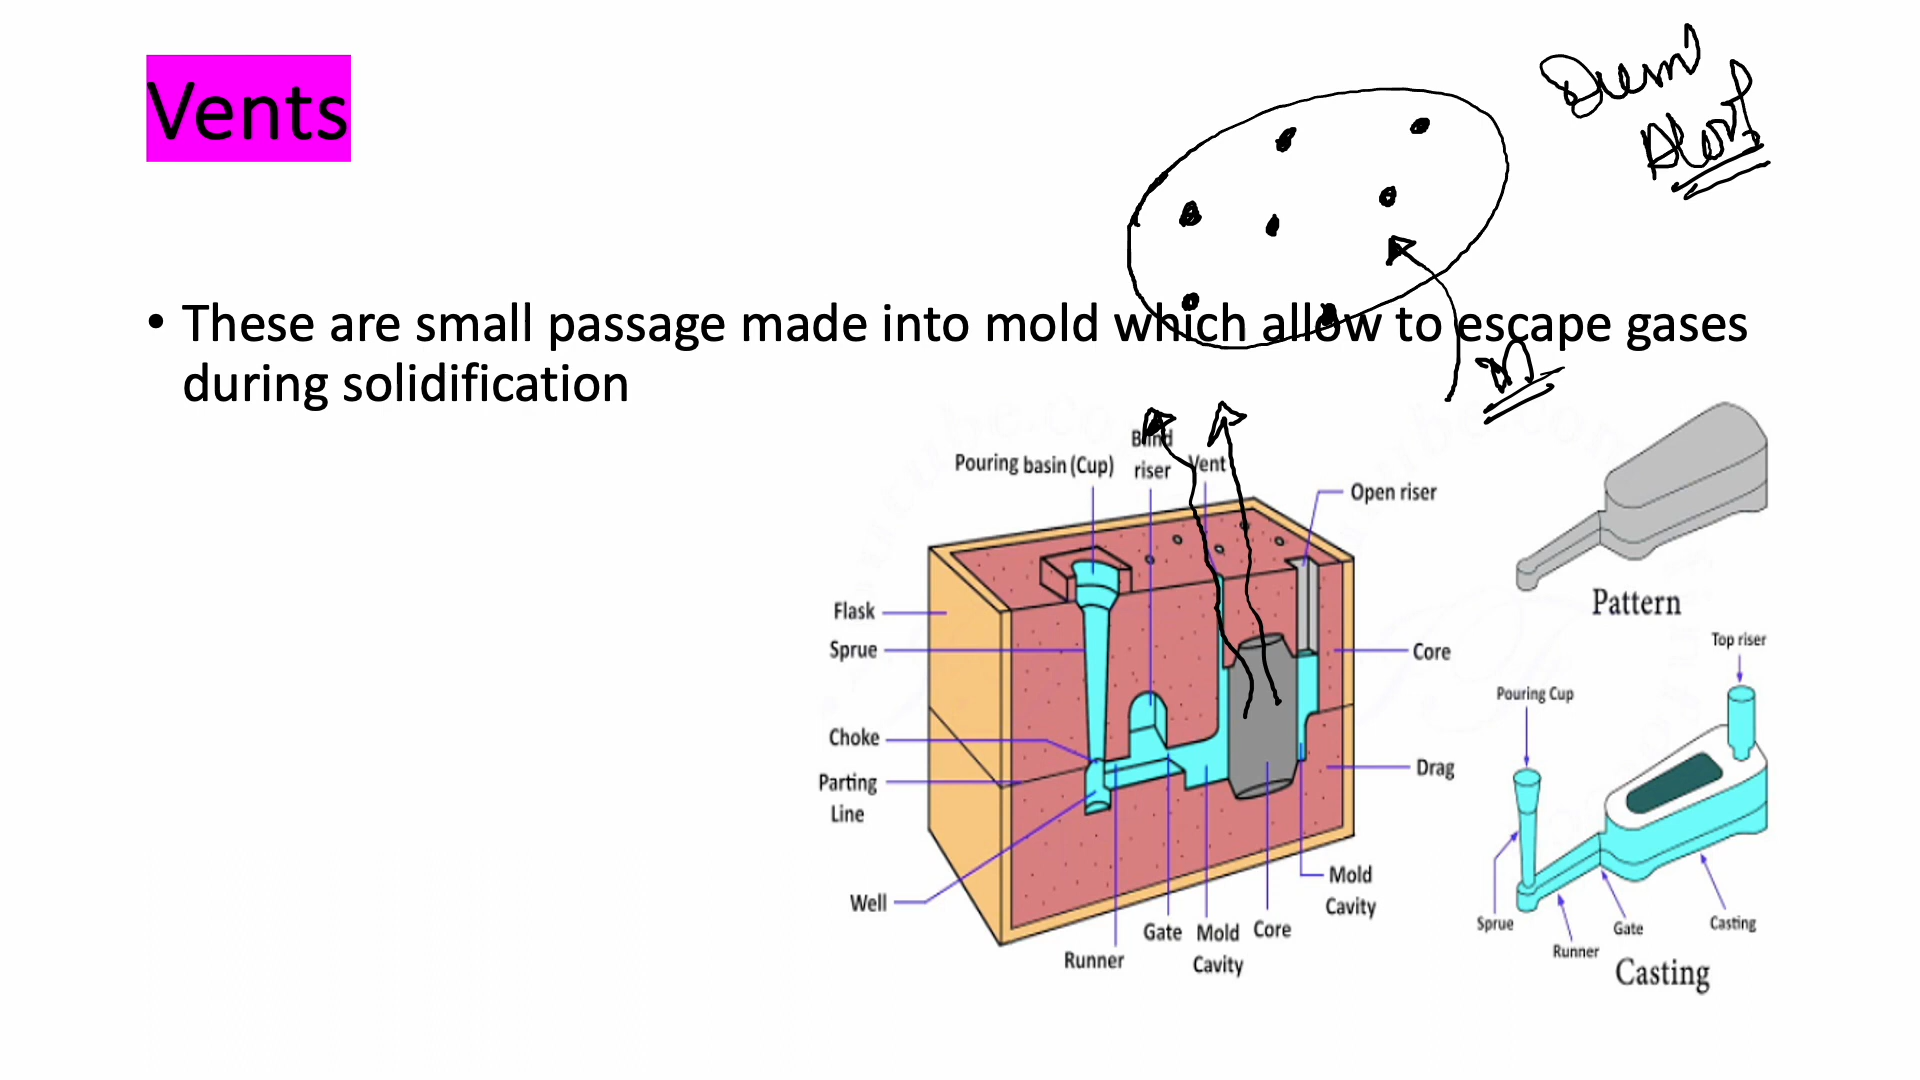 Vents
• These are small passage made into mold which allow to escape gases
during solidification
Pouring basin (Cup)
Blind
riser
Vent
Open riser
Flask
Sprue
Core
Choke
Parting
Line
Drag
Well
Mold
Cavity
Gate
Mold
Cavity
Core
Runner
Pattern
Top riser
Pouring Cup
Sprue
Runner
Gate
Casting
Casting